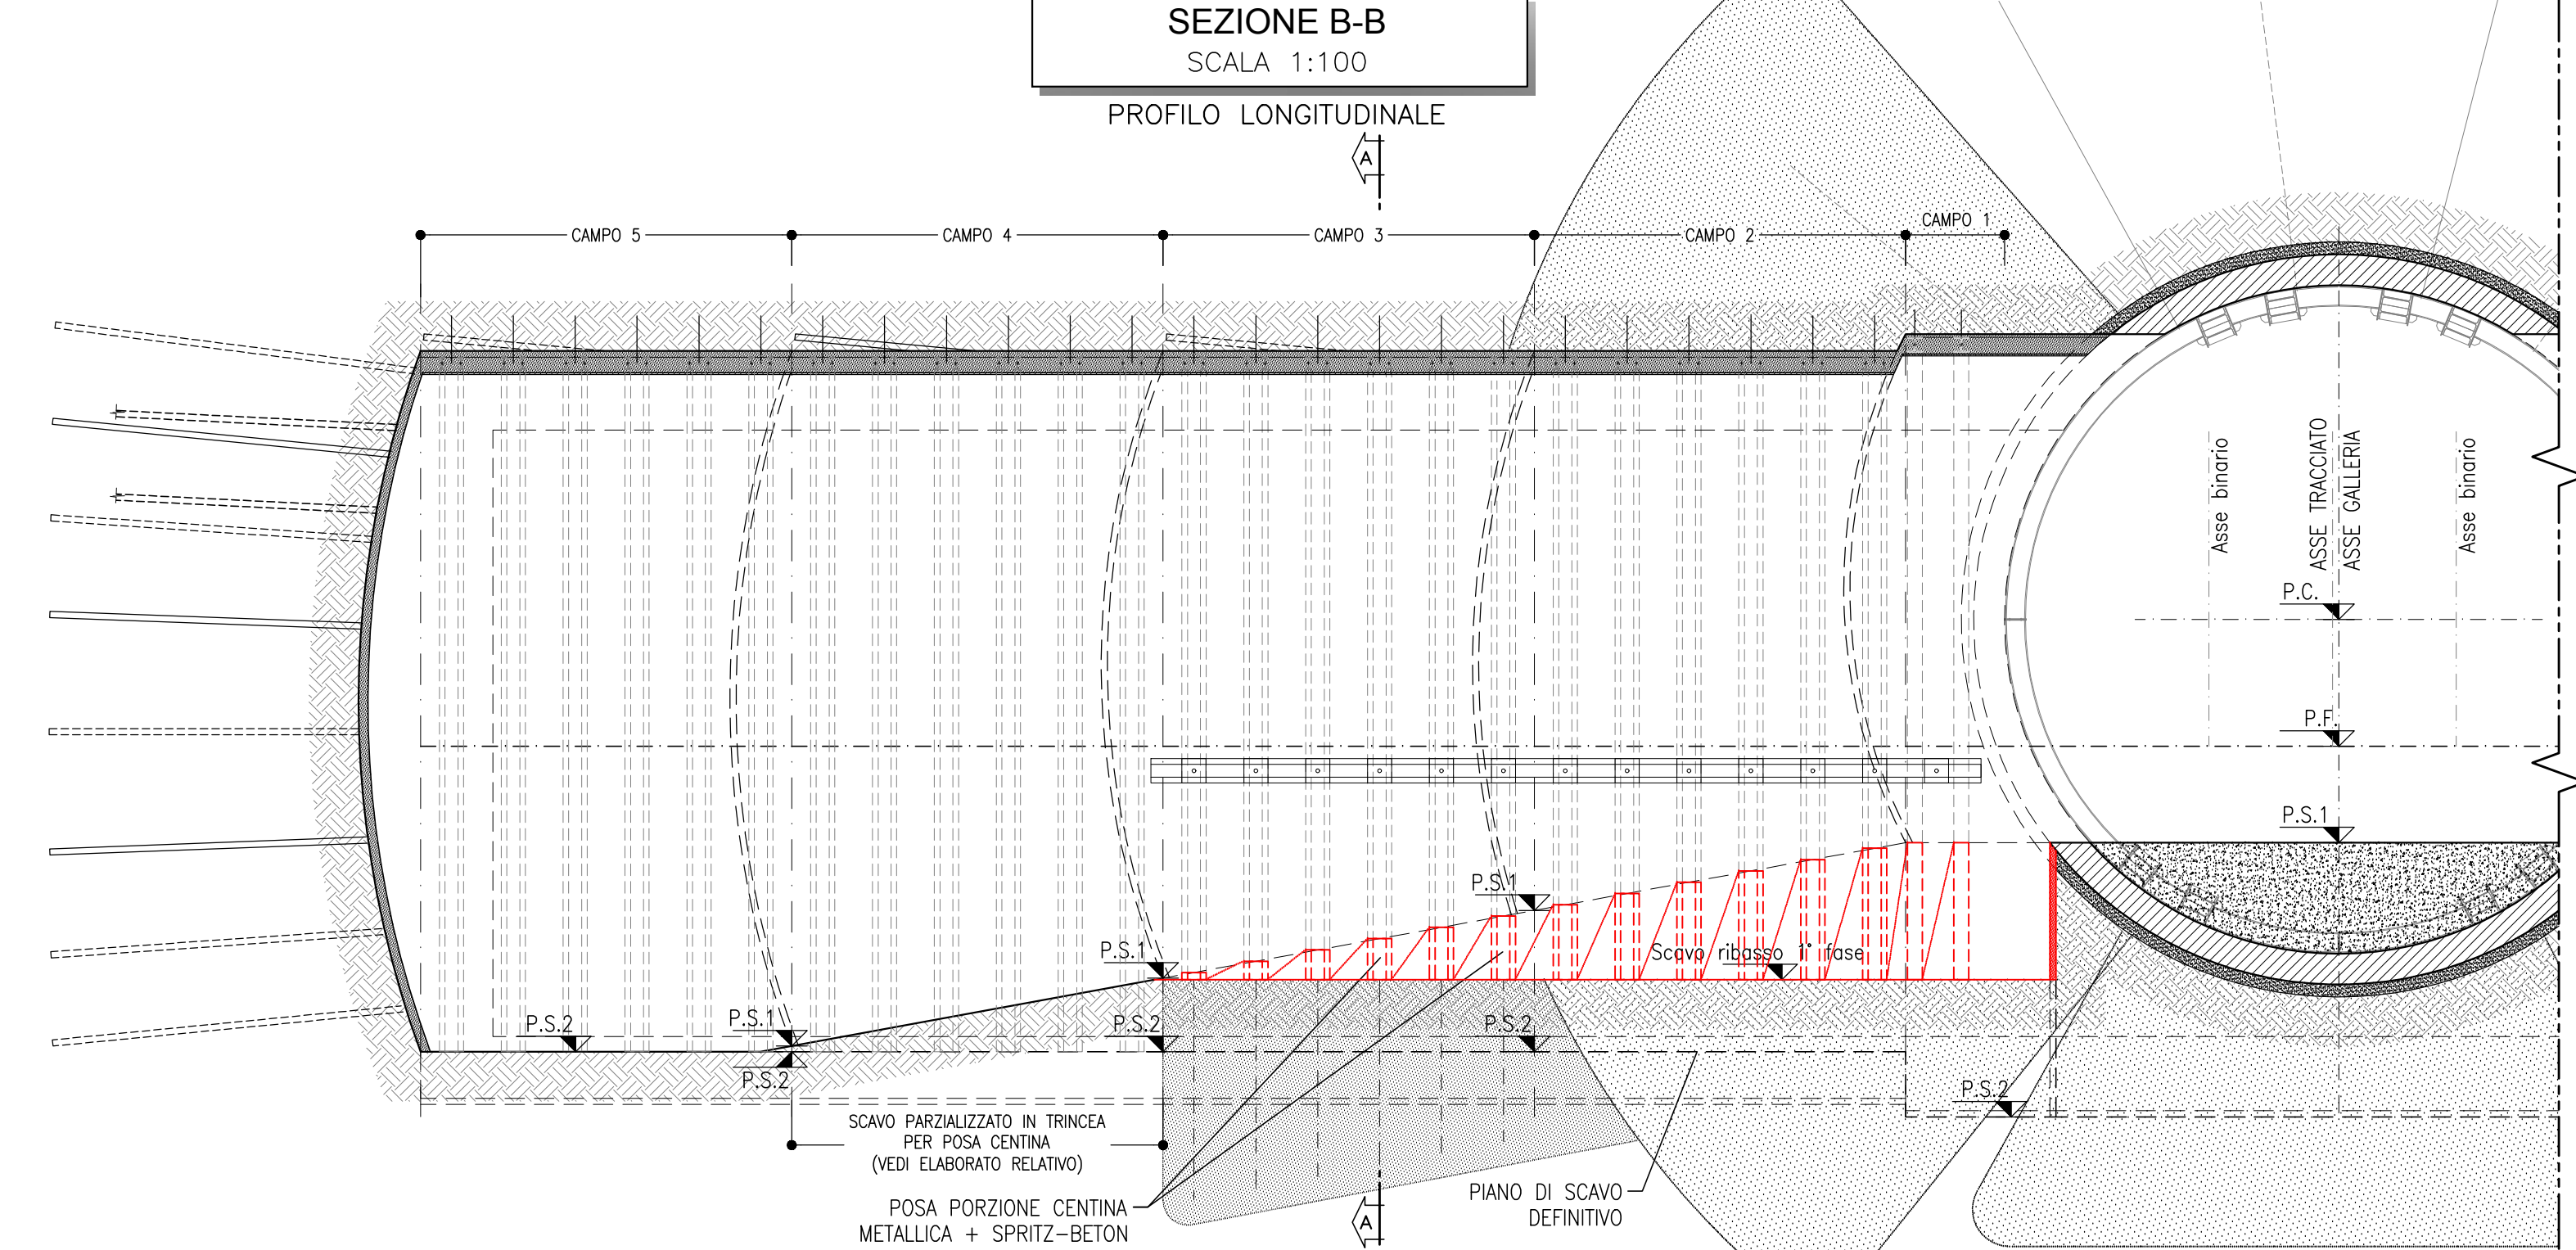 SEZIONE B-B
SCALA 1:100
PROFILO LONGITUDINALE
A
CAMPO 5
CAMPO 4
CAMPO 3
CAMPO 2
CAMPO 1
Asse binario
ASSE TRACCIATO
ASSE GALLERIA
Asse binario
P.C.
P.F.
P.S.1
P.S.1
P.S.1
Scavo ribasso 1° fase
P.S.2
P.S.1
P.S.2
P.S.2
P.S.2
P.S.2
SCAVO PARZIALIZZATO IN TRINCEA
PER POSA CENTINA
(VEDI ELABORATO RELATIVO)
POSA PORZIONE CENTINA
METALLICA + SPRITZ-BETON
PIANO DI SCAVO
DEFINITIVO
A